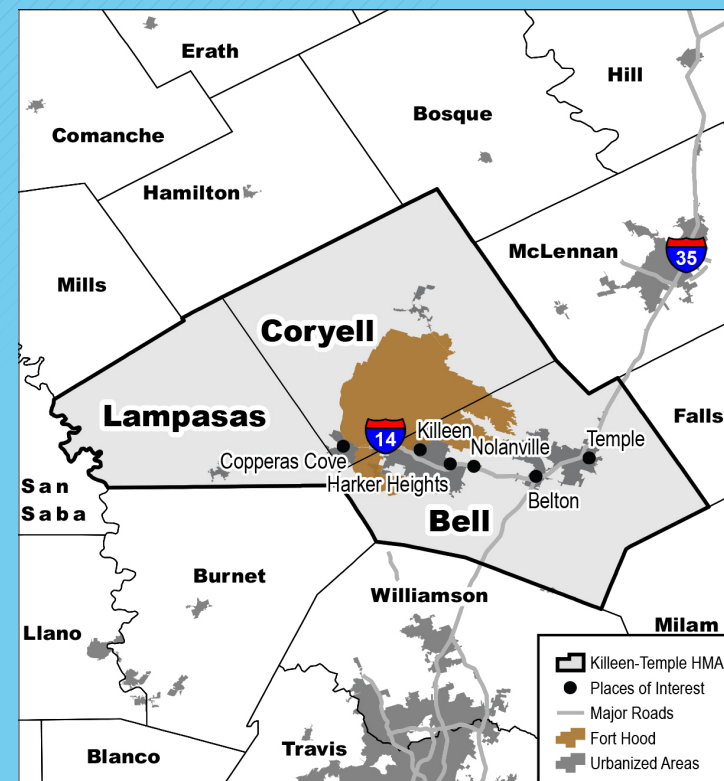 Erath
Hill
Bosque
Comanche
Hamilton
McLennan
35
Mills
Coryell
Lampasas
Falls
14
Killeen
Nolanville
Temple
Copperas Cove
Harker Heights
Belton
San
Saba
Bell
Burnet
Williamson
Llano
Milam
Killeen-Temple HMA
Places of Interest
Major Roads
Fort Hood
Urbanized Areas
Blanco
Travis